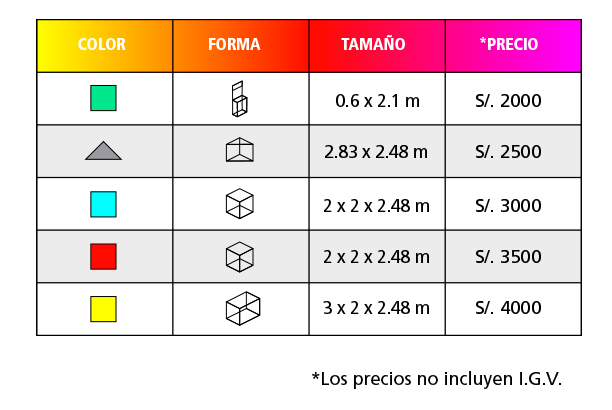 COLOR FORMA TAMAÑO *PRECIO
0.6 x 2.1 m S/. 2000
2.83 x 2.48 m S/. 2500
2 x 2 x 2.48 m S/. 3000
2 x 2 x 2.48 m S/. 3500
3 x 2 x 2.48 m S/. 4000
*Los precios no incluyen I.G.V.